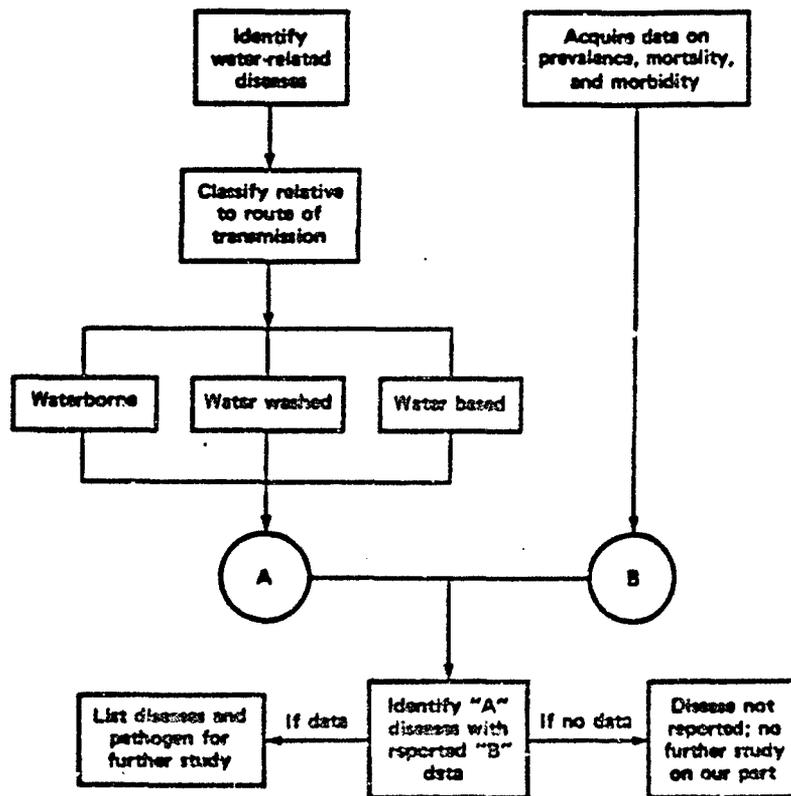 Identify
water-related
diseases
Acquire data on
prevalence, mortality,
and morbidity
Classify relative
to route of
transmission
Waterborne
Water washed
Water based
A
B
List diseases and
pathogen for
further study
If data
Identify "A"
diseases with
reported "B"
data
If no data
Disease not
reported; no
further study
on our part